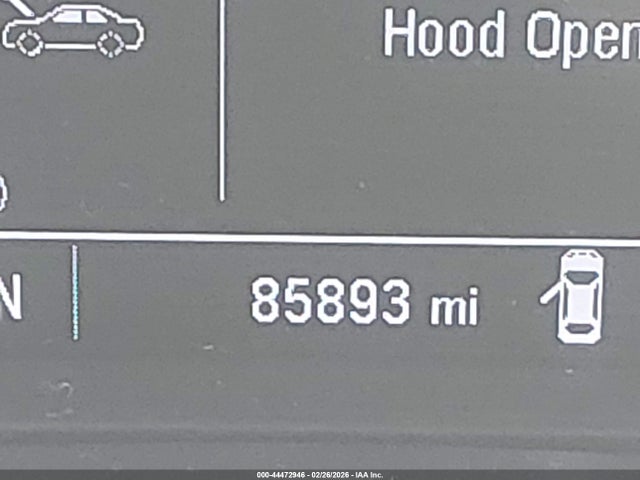 Hood Open
N
85893 mi
000-44472946 - 02/26/2026 - IAA Inc.